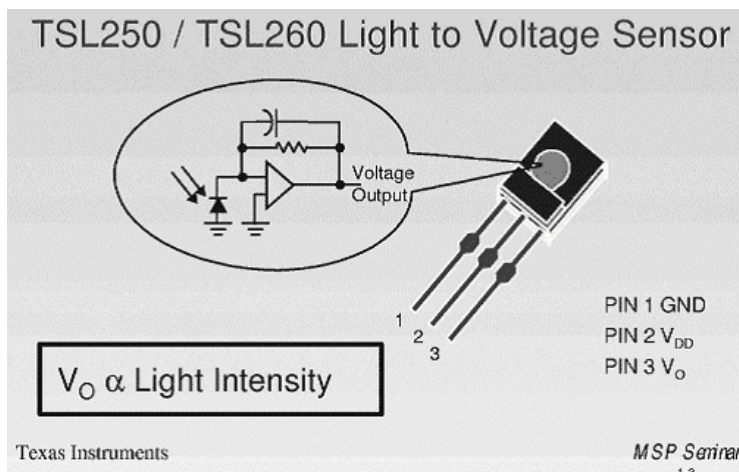 TSL250 / TSL260 Light to Voltage Sensor
Voltage
Output
1
2
3
PIN 1 GND
PIN 2 VDD
PIN 3 VO
VO α Light Intensity
Texas Instruments
MSP Seminar